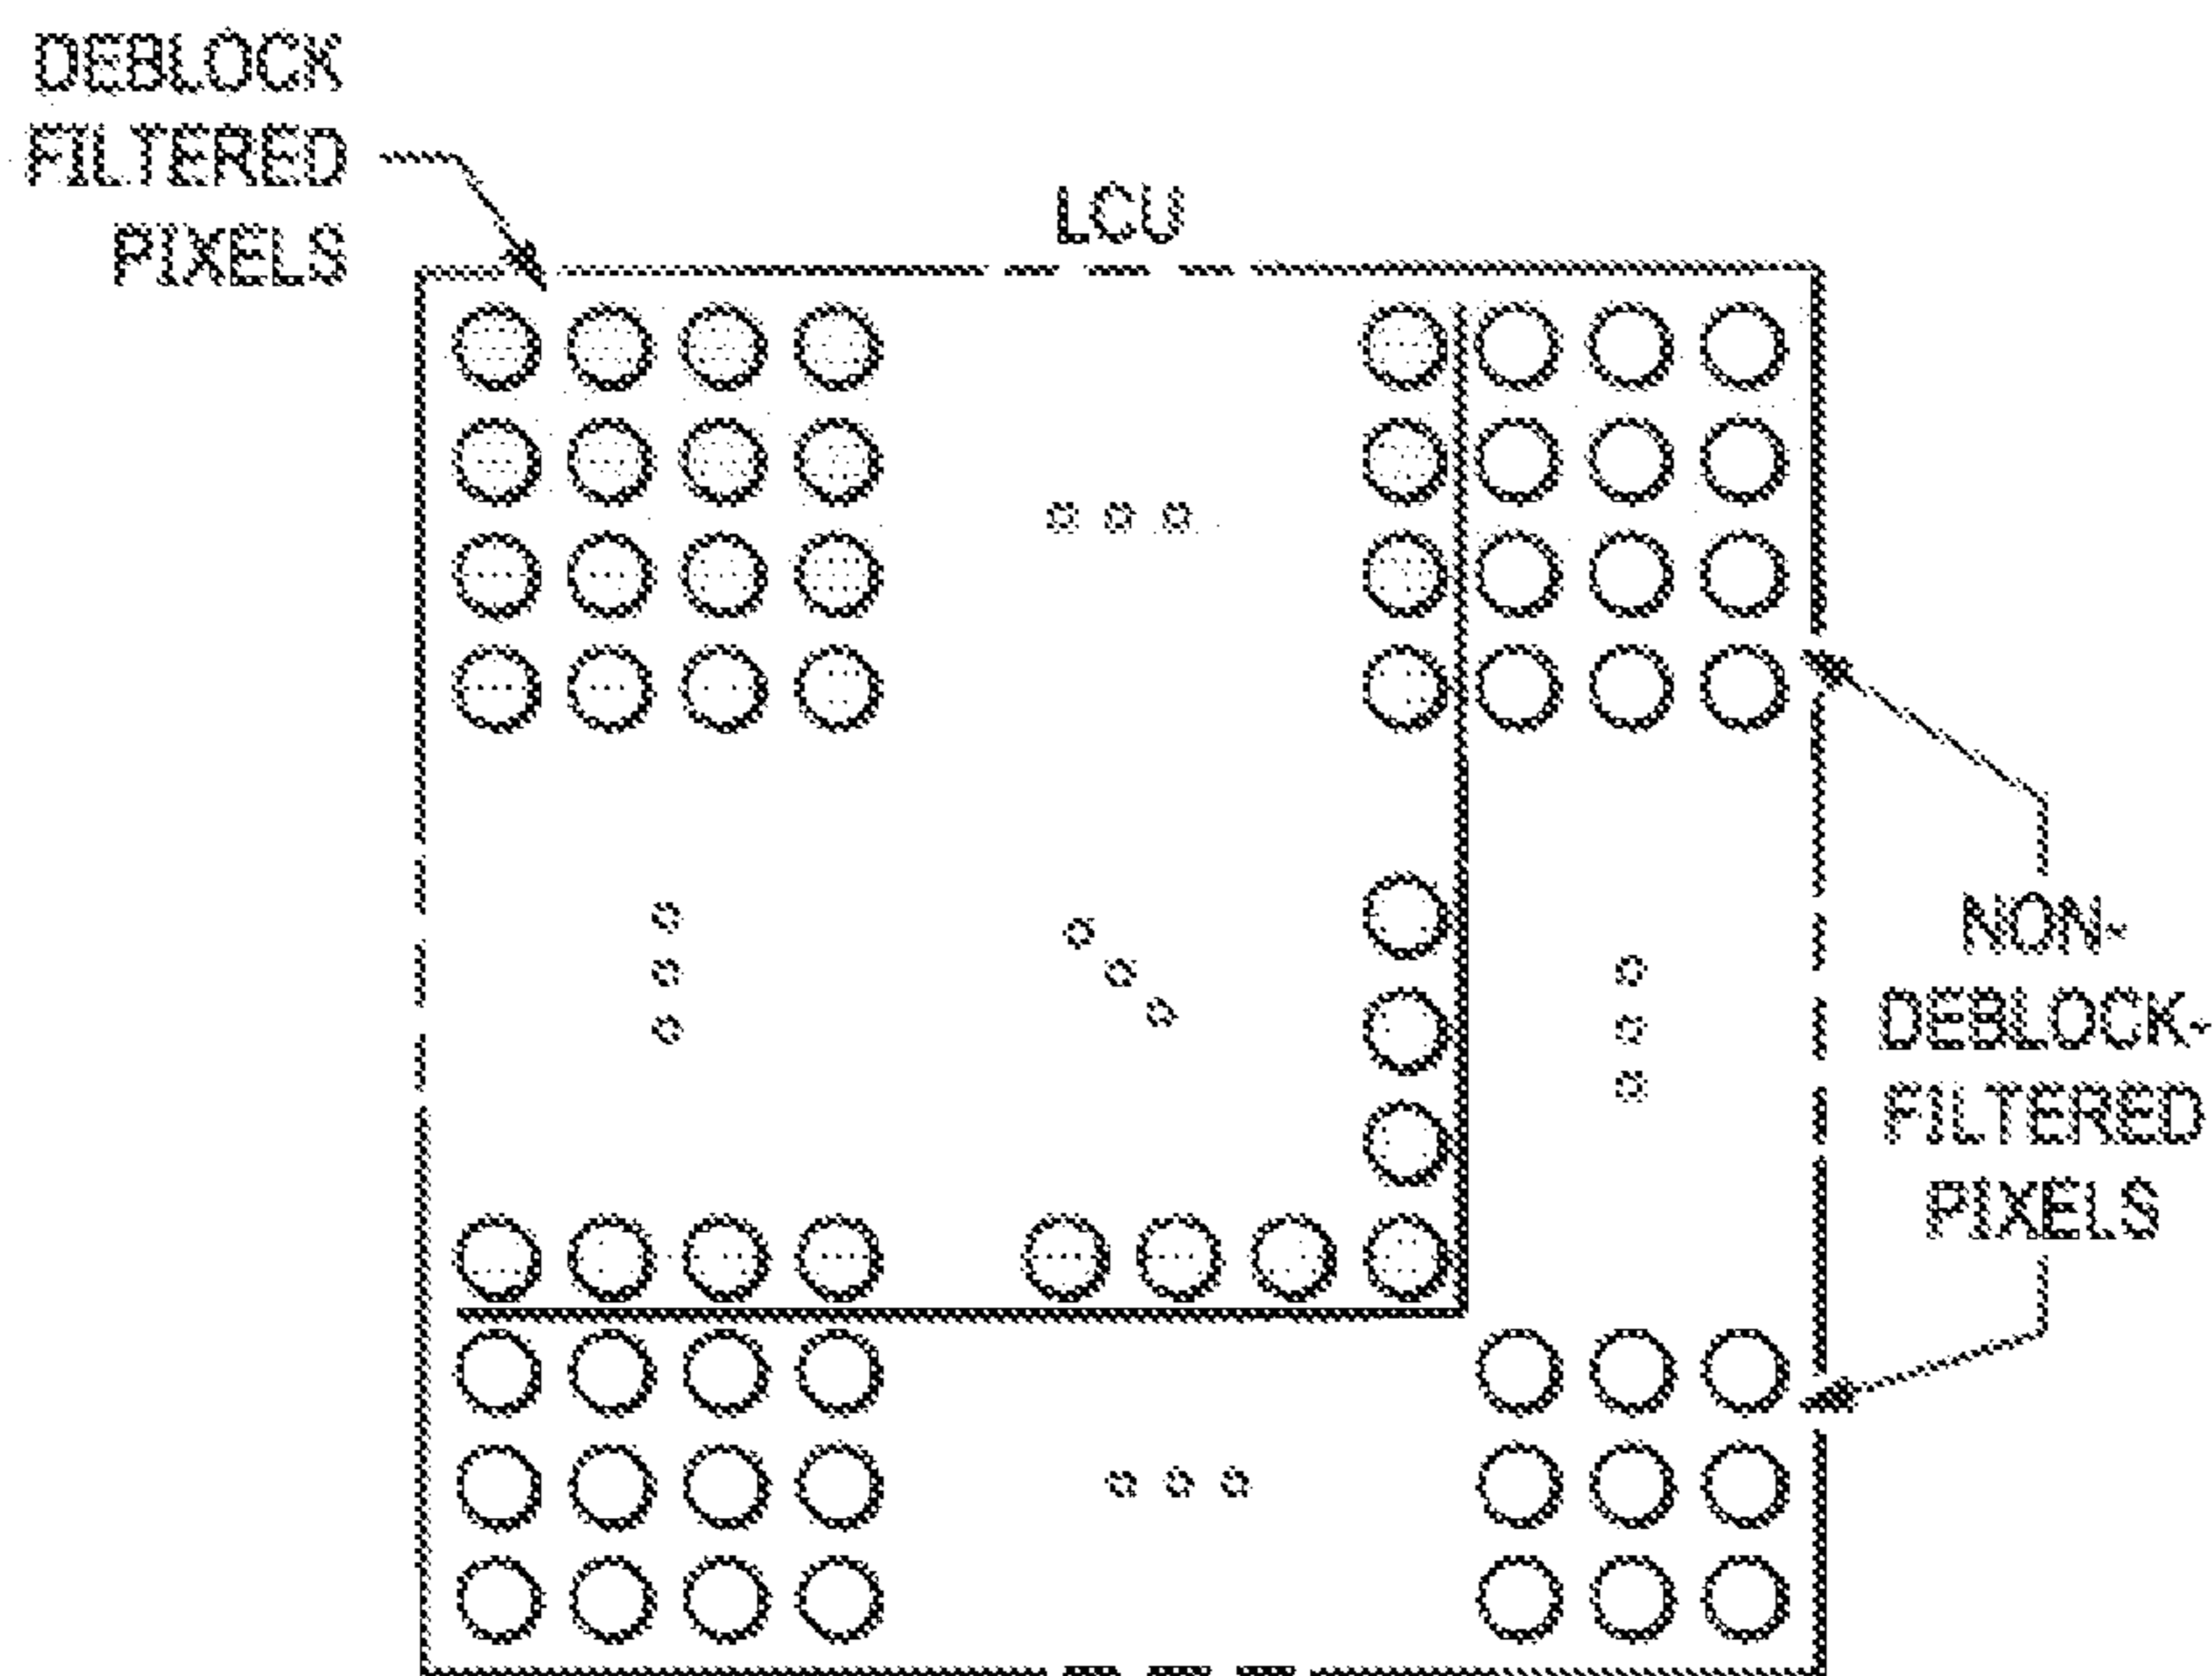 DEBLOCK
FILTERED
PIXELS
LCU
NON-
DEBLOCK-
FILTERED
PIXELS